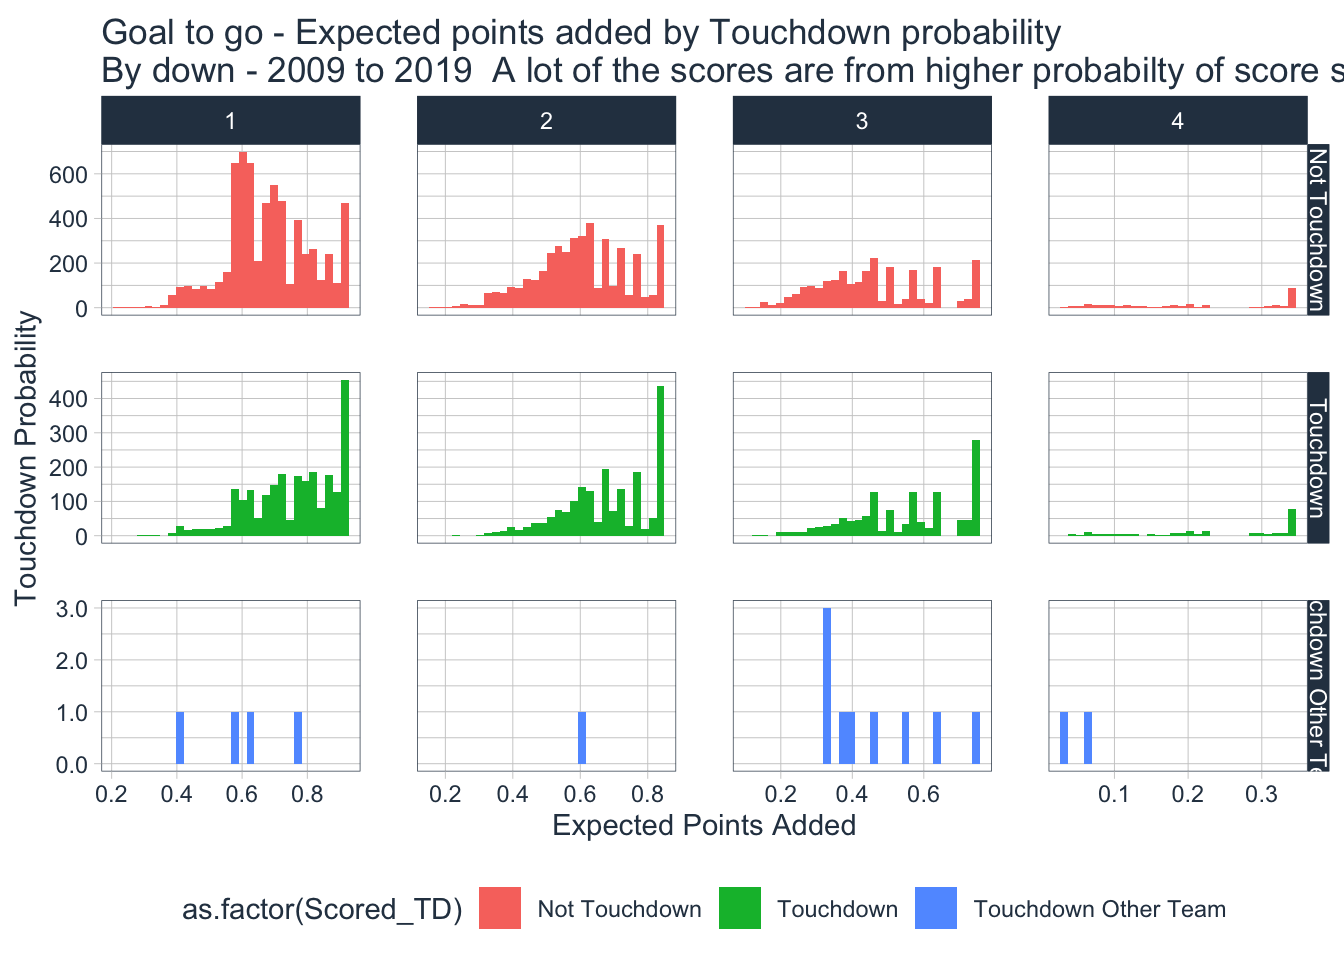 Goal to go - Expected points added by Touchdown probability
By down - 2009 to 2019  A lot of the scores are from higher probabilty of score
1 2 3 4
600
400
200
0
Not Touchdown
400
300
200
100
0
Touchdown
3.0
2.0
1.0
0.0
Other
0.2 0.4 0.6 0.8 0.2 0.4 0.6 0.8 0.2 0.4 0.6 0.1 0.2 0.3
Touchdown Probability
Expected Points Added
as.factor(Scored_TD) Not Touchdown Touchdown Touchdown Other Team